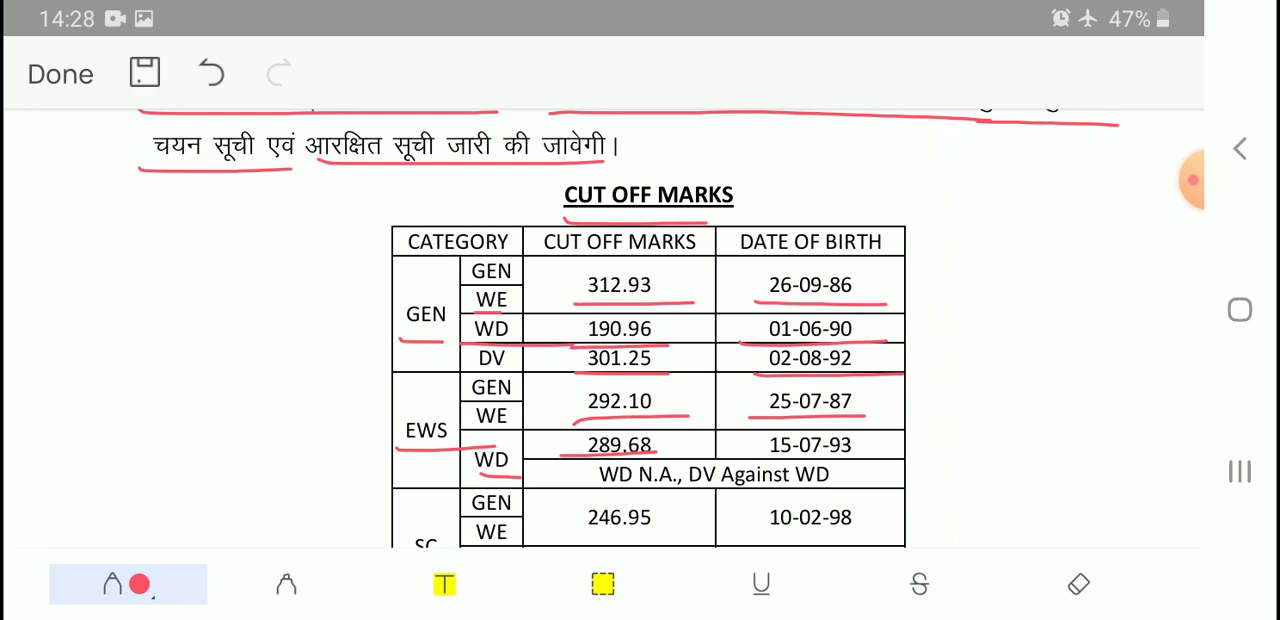 14:28
47%
Done
चयन सूची एवं आरक्षित सूची जारी की जावेगी।
CUT OFF MARKS
CATEGORY CUT OFF MARKS DATE OF BIRTH
GEN GEN 312.93 26-09-86
WE
WD 190.96 01-06-90
DV 301.25 02-08-92
EWS GEN 292.10 25-07-87
WE
WD 289.68 15-07-93
WD N.A., DV Against WD
SC GEN 246.95 10-02-98
WE
T
U
S